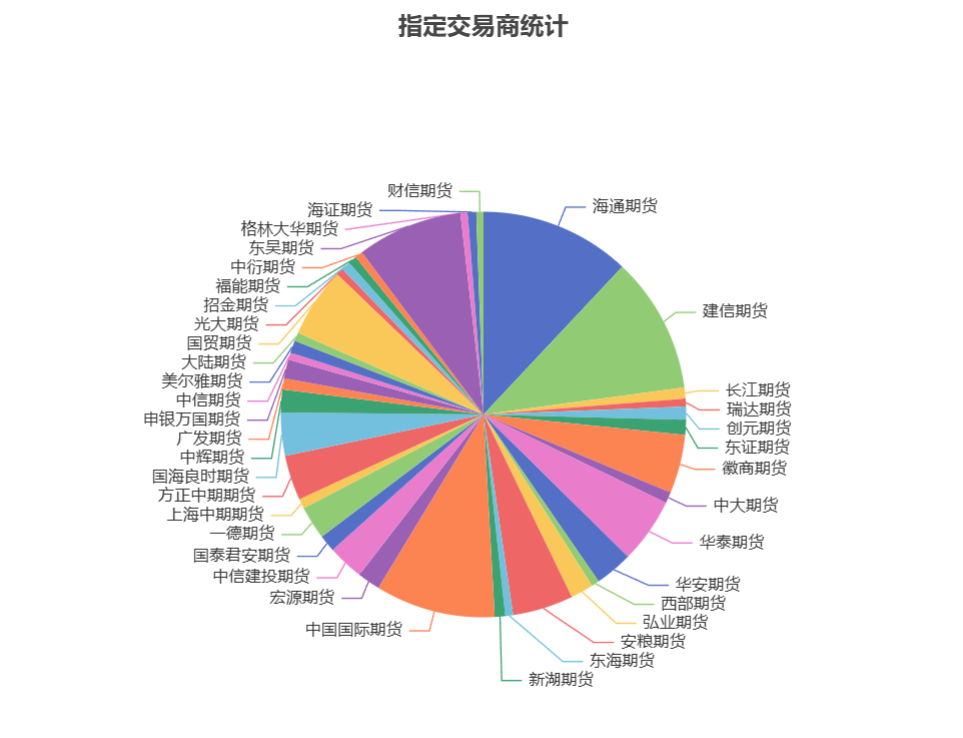 指定交易商统计
财信期货
海通期货
海证期货
格林大华期货
东吴期货
中衍期货
福能期货
招金期货
光大期货
国贸期货
大陆期货
美尔雅期货
中信期货
申银万国期货
广发期货
中辉期货
国海良时期货
方正中期期货
上海中期期货
一德期货
国泰君安期货
中信建投期货
宏源期货
中国国际期货
建信期货
长江期货
瑞达期货
创元期货
东证期货
徽商期货
中大期货
华泰期货
华安期货
西部期货
弘业期货
安粮期货
东海期货
新湖期货